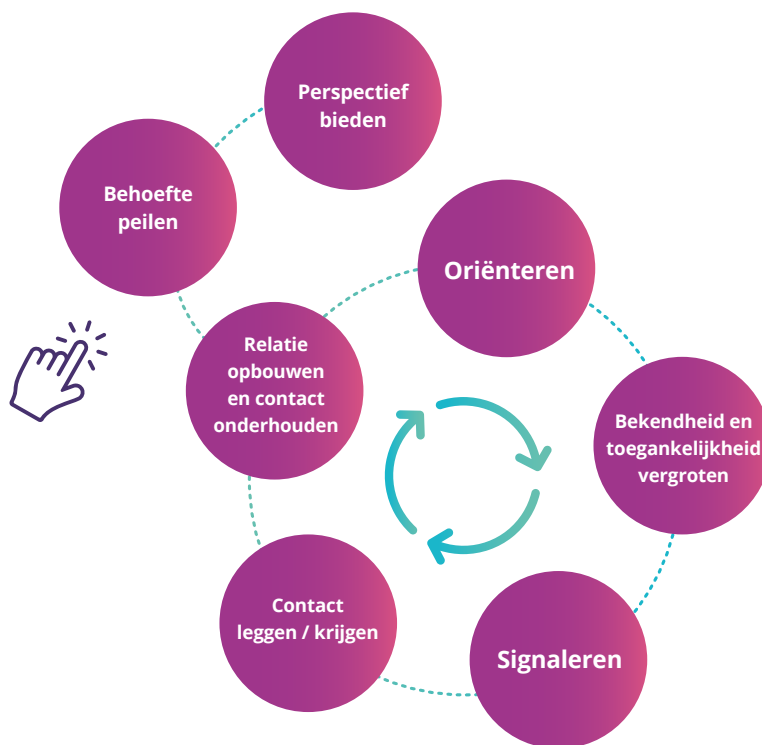 Perspectief
bieden
Behoefte
peilen
Oriënteren
Relatie
opbouwen
en contact
onderhouden
Bekendheid en
toegankelijkheid
vergroten
Contact
leggen / krijgen
Signaleren